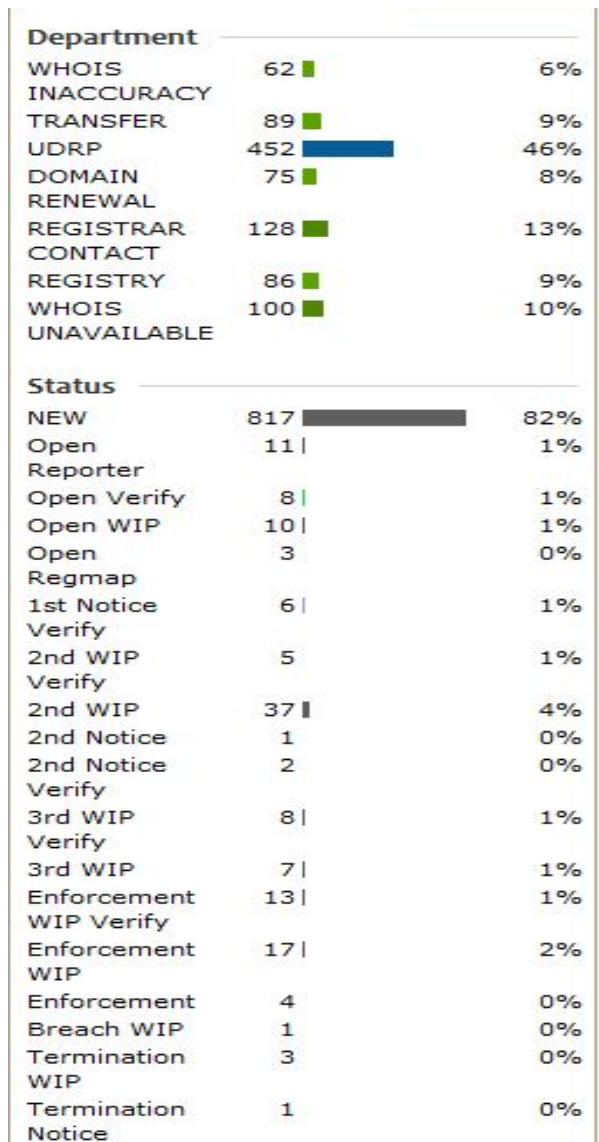 Department
WHOIS 62 6%
INACCURACY
TRANSFER 89 9%
UDRP 452 46%
DOMAIN 75 8%
RENEWAL
REGISTRAR 128 13%
CONTACT
REGISTRY 86 9%
WHOIS 100 10%
UNAVAILABLE
Status
NEW 817 82%
Open 11 1%
Reporter
Open Verify 8 1%
Open WIP 10 1%
Open 3 0%
Regmap
1st Notice 6 1%
Verify
2nd WIP 5 1%
Verify
2nd WIP 37 4%
2nd Notice 1 0%
2nd Notice 2 0%
Verify
3rd WIP 8 1%
Verify
3rd WIP 7 1%
Enforcement 13 1%
WIP Verify
Enforcement 17 2%
WIP
Enforcement 4 0%
Breach WIP 1 0%
Termination 3 0%
WIP
Termination 1 0%
Notice